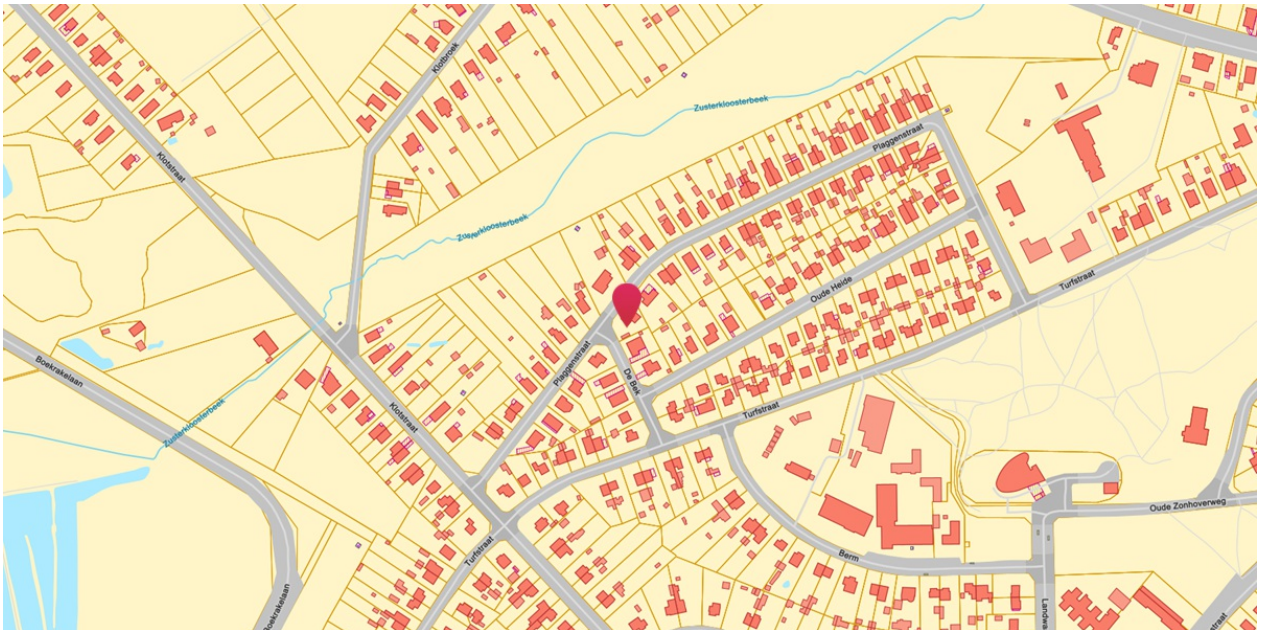 Klotbroek
Zusterkloosterbeek
Plaggenstraat
Klotstraat
Zusterkloosterbeek
Turfstraat
Oude Heide
Boekrakelaan
Plaggenstraat
De Bek
Klotstraat
Turfstraat
Zusterkloosterbeek
Oude Zonhoverweg
Turfstraat
Berm
Boekrakelaan